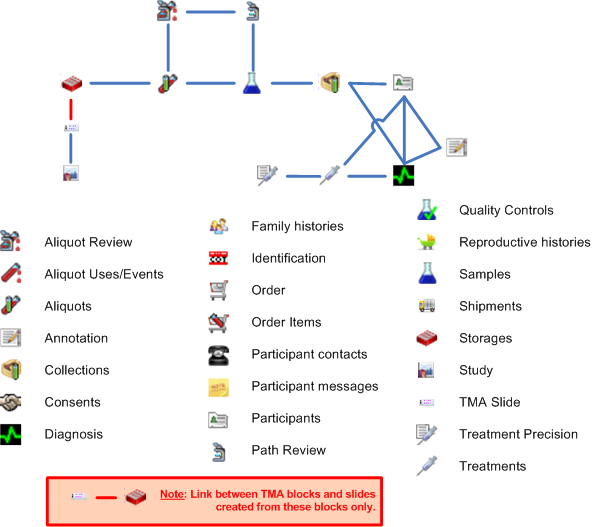 Aliquot Review
Aliquot Uses/Events
Aliquots
Annotation
Collections
Consents
Diagnosis
Family histories
Identification
Order
Order Items
Participant contacts
Participant messages
Participants
Path Review
Quality Controls
Reproductive histories
Samples
Shipments
Storages
Study
TMA Slide
Treatment Precision
Treatments
Note: Link between TMA blocks and slides
created from these blocks only.